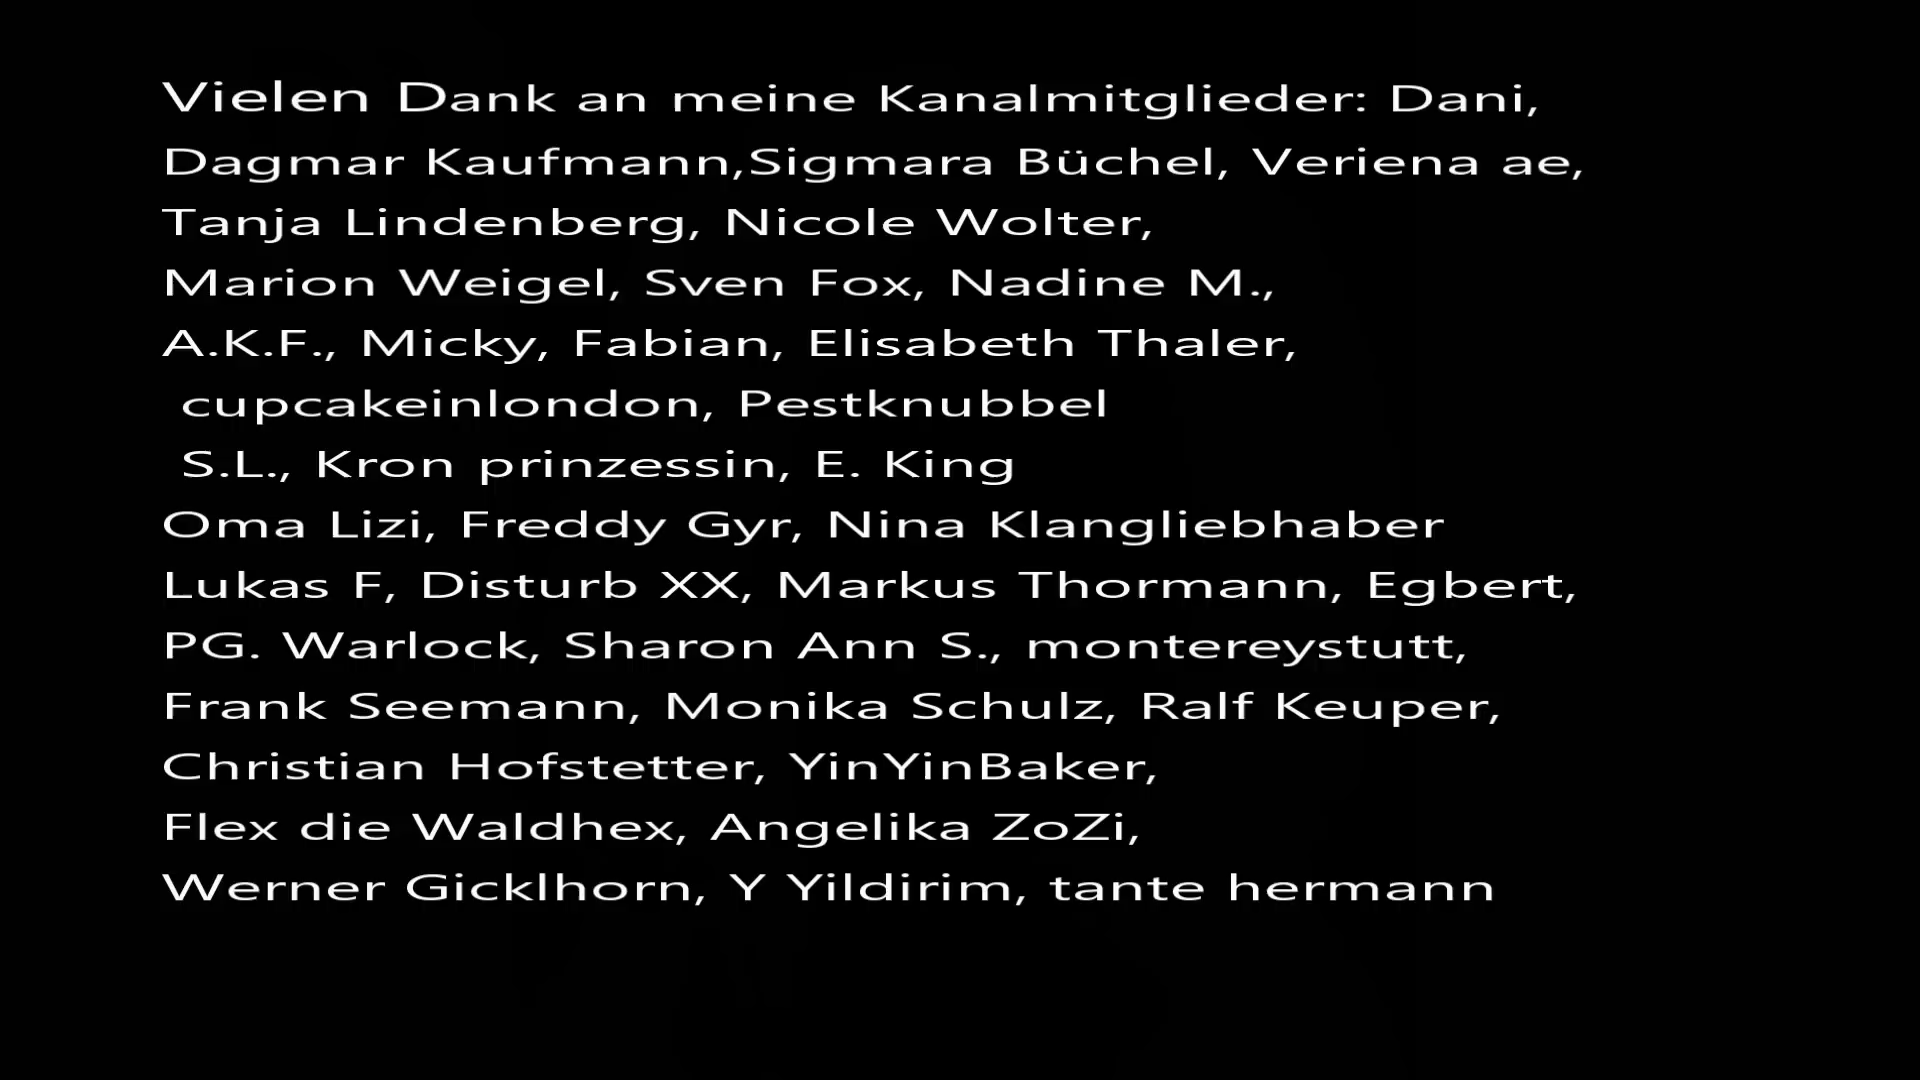 Vielen Dank an meine Kanalmitglieder: Dani,
Dagmar Kaufmann,Sigmara Büchel, Veriena ae,
Tanja Lindenberg, Nicole Wolter,
Marion Weigel, Sven Fox, Nadine M.,
A.K.F., Micky, Fabian, Elisabeth Thaler,
cupcakeinlondon, Pestknubbel
S.L., Kron prinzessin, E. King
Oma Lizi, Freddy Gyr, Nina Klangliebhaber
Lukas F, Disturb XX, Markus Thormann, Egbert,
PG. Warlock, Sharon Ann S., montereystutt,
Frank Seemann, Monika Schulz, Ralf Keuper,
Christian Hofstetter, YinYinBaker,
Flex die Waldhex, Angelika ZoZi,
Werner Gicklhorn, Y Yildirim, tante hermann